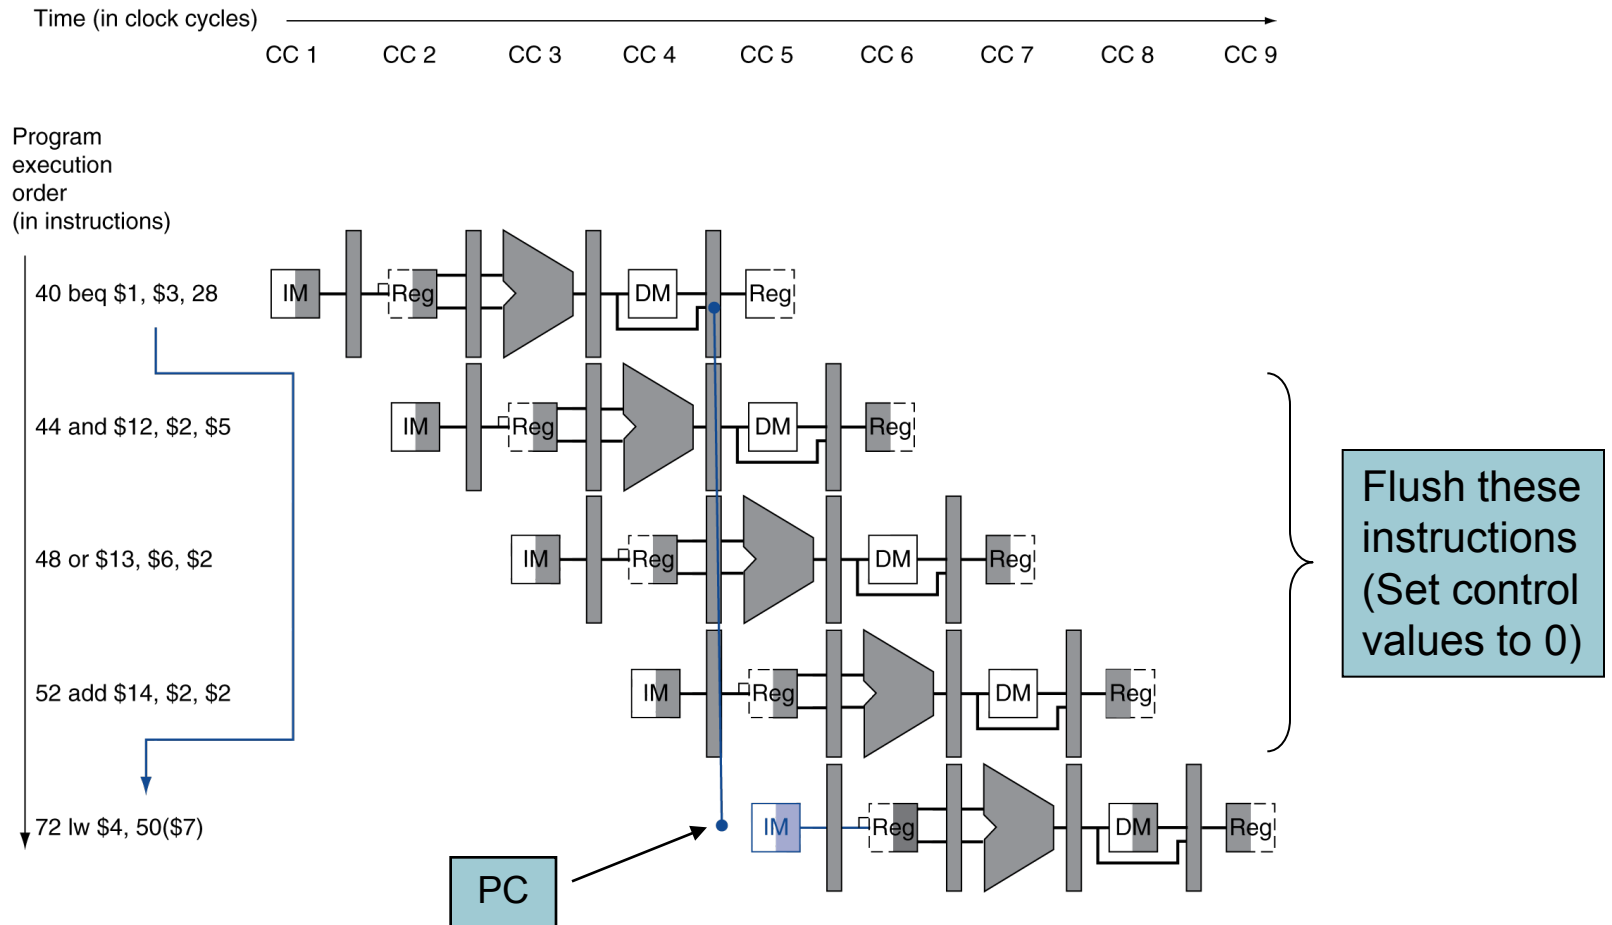 Time (in clock cycles)
CC 1 CC 2 CC 3 CC 4 CC 5 CC 6 CC 7 CC 8 CC 9
Program
execution
order
(in instructions)
40 beq $1, $3, 28
IM Reg DM Reg
44 and $12, $2, $5
IM Reg DM Reg
48 or $13, $6, $2
IM Reg DM Reg
52 add $14, $2, $2
IM Reg DM Reg
72 lw $4, 50($7)
IM Reg DM Reg
PC
Flush these
instructions
(Set control
values to 0)